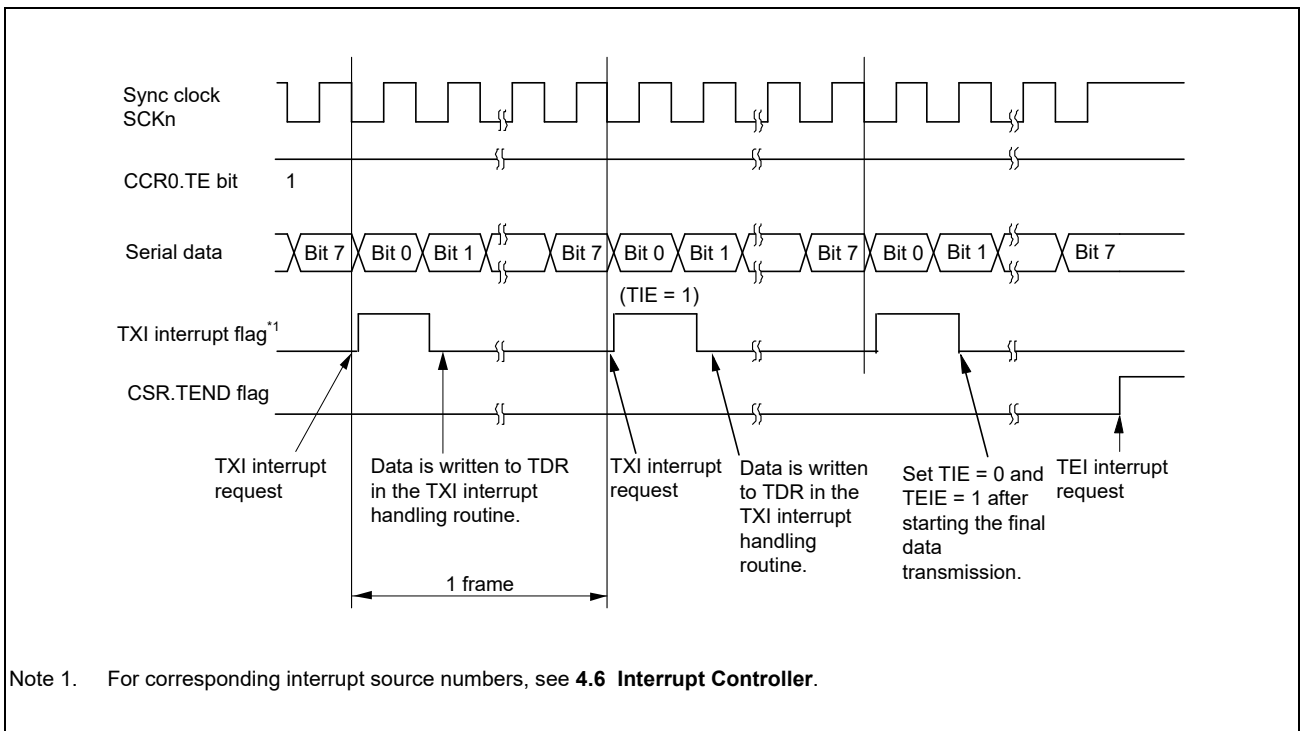 Sync clock
SCKn
CCR0.TE bit 1
Serial data
Bit 7 Bit 0 Bit 1 Bit 7 Bit 0 Bit 1 Bit 7 Bit 0 Bit 1 Bit 7
(TIE = 1)
TXI interrupt flag*1
CSR.TEND flag
TXI interrupt
request
Data is written to TDR
in the TXI interrupt
handling routine.
TXI interrupt
request
Data is written
to TDR in the
TXI interrupt
handling
routine.
Set TIE = 0 and
TEIE = 1 after
starting the final
data
transmission.
TEI interrupt
request
1 frame
Note 1. For corresponding interrupt source numbers, see 4.6 Interrupt Controller.